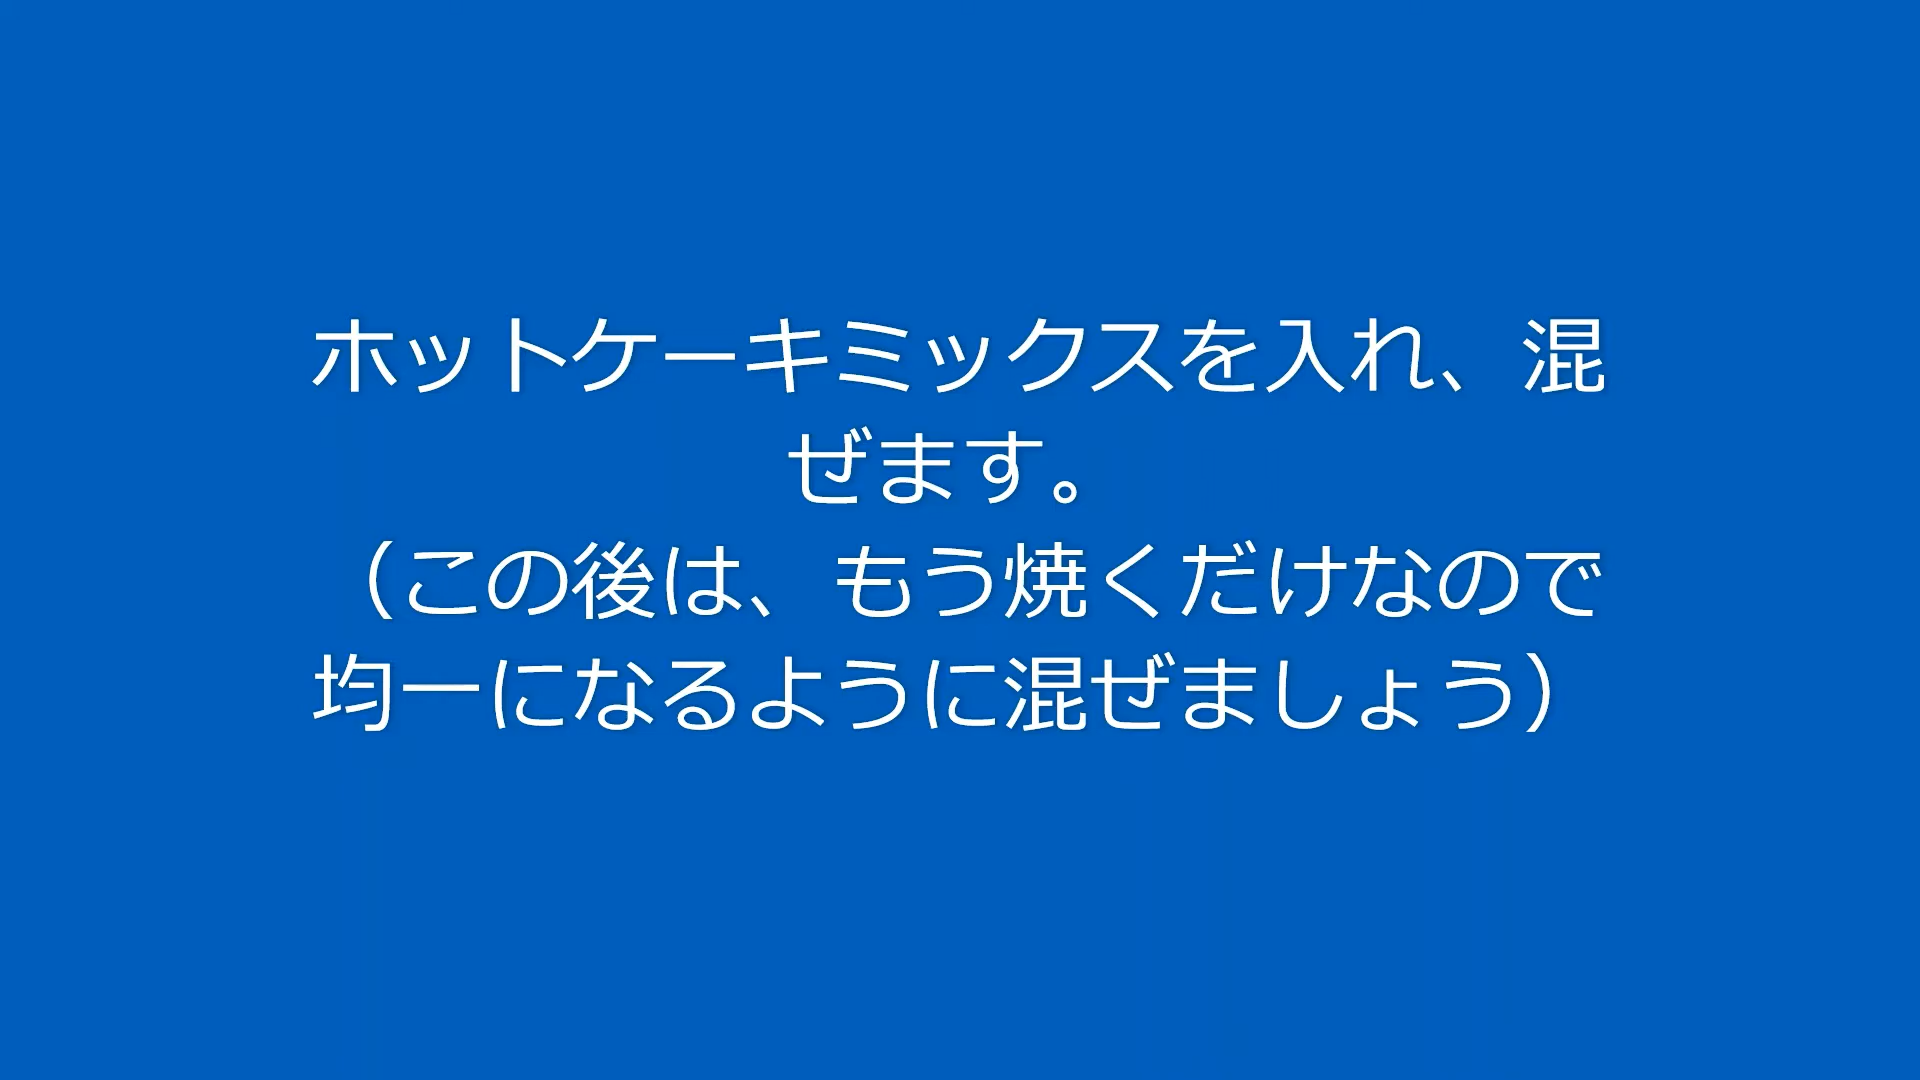 ホットケーキミックスを入れ、混
ぜます。
（この後は、もう焼くだけなので
均一になるように混ぜましょう）